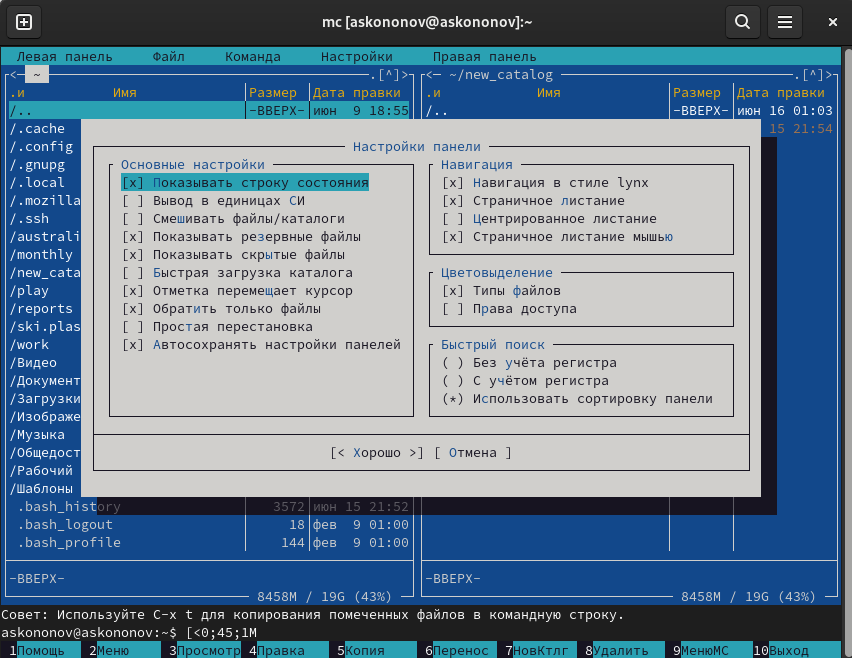 mc [askononov@askononov]:~
Левая панель Файл Команда Настройки Правая панель
<─ ~ .[^]> <─ ~/new_catalog .[^]>
.и Имя Размер Дата правки .и Имя Размер Дата правки
/.. -ВВЕРХ- июн 9 18:55 /.. -ВВЕРХ- июн 16 01:03
/.cache 15 21:54
/.config
/.gnupg
/.local
/.mozilla
/.ssh
/australi
/monthly
/new_cata
/play
/reports
/ski.plas
/work
/Видео
/Документ
/Загрузки
/Изображе
/Музыка
/Общедост
/Рабочий
/Шаблоны
Настройки панели
Основные настройки
[x] Показывать строку состояния
[ ] Вывод в единицах СИ
[ ] Смешивать файлы/каталоги
[x] Показывать резервные файлы
[x] Показывать скрытые файлы
[ ] Быстрая загрузка каталога
[x] Отметка перемещает курсор
[x] Обратить только файлы
[ ] Простая перестановка
[x] Автосохранять настройки панелей
Навигация
[x] Навигация в стиле lynx
[x] Страничное листание
[ ] Центрированное листание
[x] Страничное листание мышью
Цветовыделение
[x] Типы файлов
[ ] Права доступа
Быстрый поиск
( ) Без учёта регистра
( ) С учётом регистра
(*) Использовать сортировку панели
[< Хорошо >] [ Отмена ]
.bash_history 3572 июн 15 21:52
.bash_logout 18 фев 9 01:00
.bash_profile 144 фев 9 01:00
-ВВЕРХ- -ВВЕРХ-
8458M / 19G (43%) 8458M / 19G (43%)
Совет: Используйте C-x t для копирования помеченных файлов в командную строку.
askononov@askononov:~$ [<0;45;1M
1Помощь 2Меню 3Просмотр 4Правка 5Копия 6Перенос 7НовКтлг 8Удалить 9МенюМС 10Выход